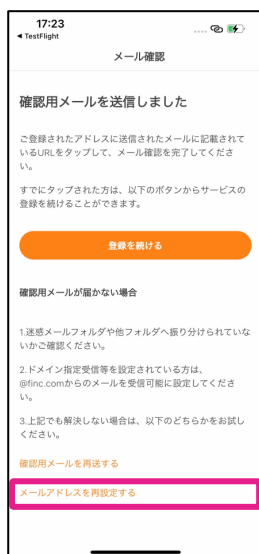 17:23
◀ TestFlight
メール確認
確認用メールを送信しました
ご登録されたアドレスに送信されたメールに記載されて
いるURLをタップして、メール確認を完了してくださ
い。
すでにタップされた方は、以下のボタンからサービスの
登録を続けることができます。
登録を続ける
確認用メールが届かない場合
1.迷惑メールフォルダや他フォルダへ振り分けられていな
いかご確認ください。
2.ドメイン指定受信等を設定されている方は、
@finc.comからのメールを受信可能に設定してくださ
い。
3.上記でも解決しない場合は、以下のどちらかをお試し
ください。
確認用メールを再送する
メールアドレスを再設定する